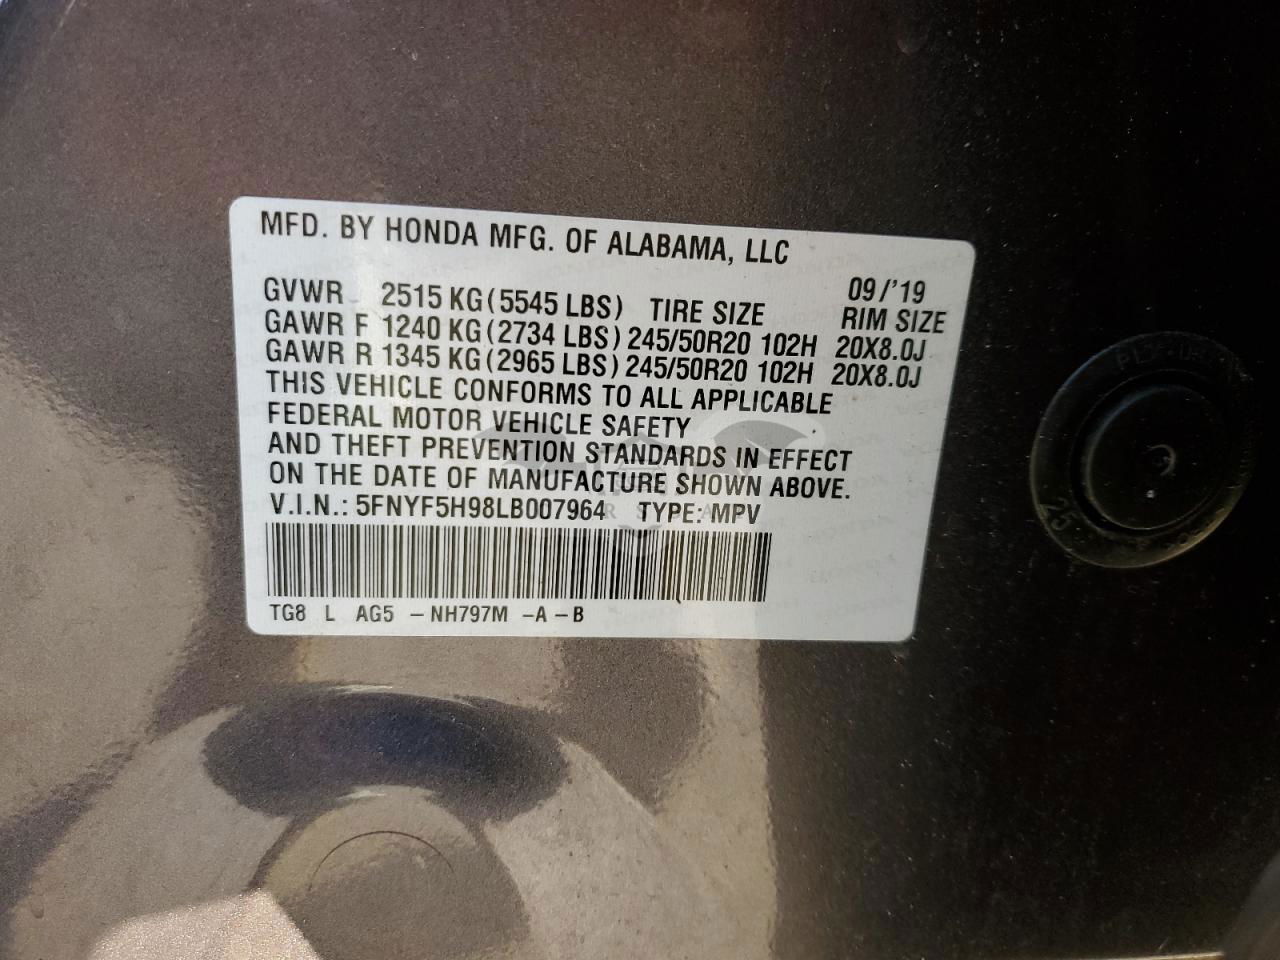 MFD. BY HONDA MFG. OF ALABAMA, LLC
09/'19
GVWR 2515 KG (5545 LBS) TIRE SIZE RIM SIZE
GAWR F 1240 KG (2734 LBS) 245/50R20 102H 20X8.0J
GAWR R 1345 KG (2965 LBS) 245/50R20 102H 20X8.0J
THIS VEHICLE CONFORMS TO ALL APPLICABLE
FEDERAL MOTOR VEHICLE SAFETY
AND THEFT PREVENTION STANDARDS IN EFFECT
ON THE DATE OF MANUFACTURE SHOWN ABOVE.
V.I.N.: 5FNYF5H98LB007964 TYPE: MPV
TG8 L AG5 -NH797M -A-B
25